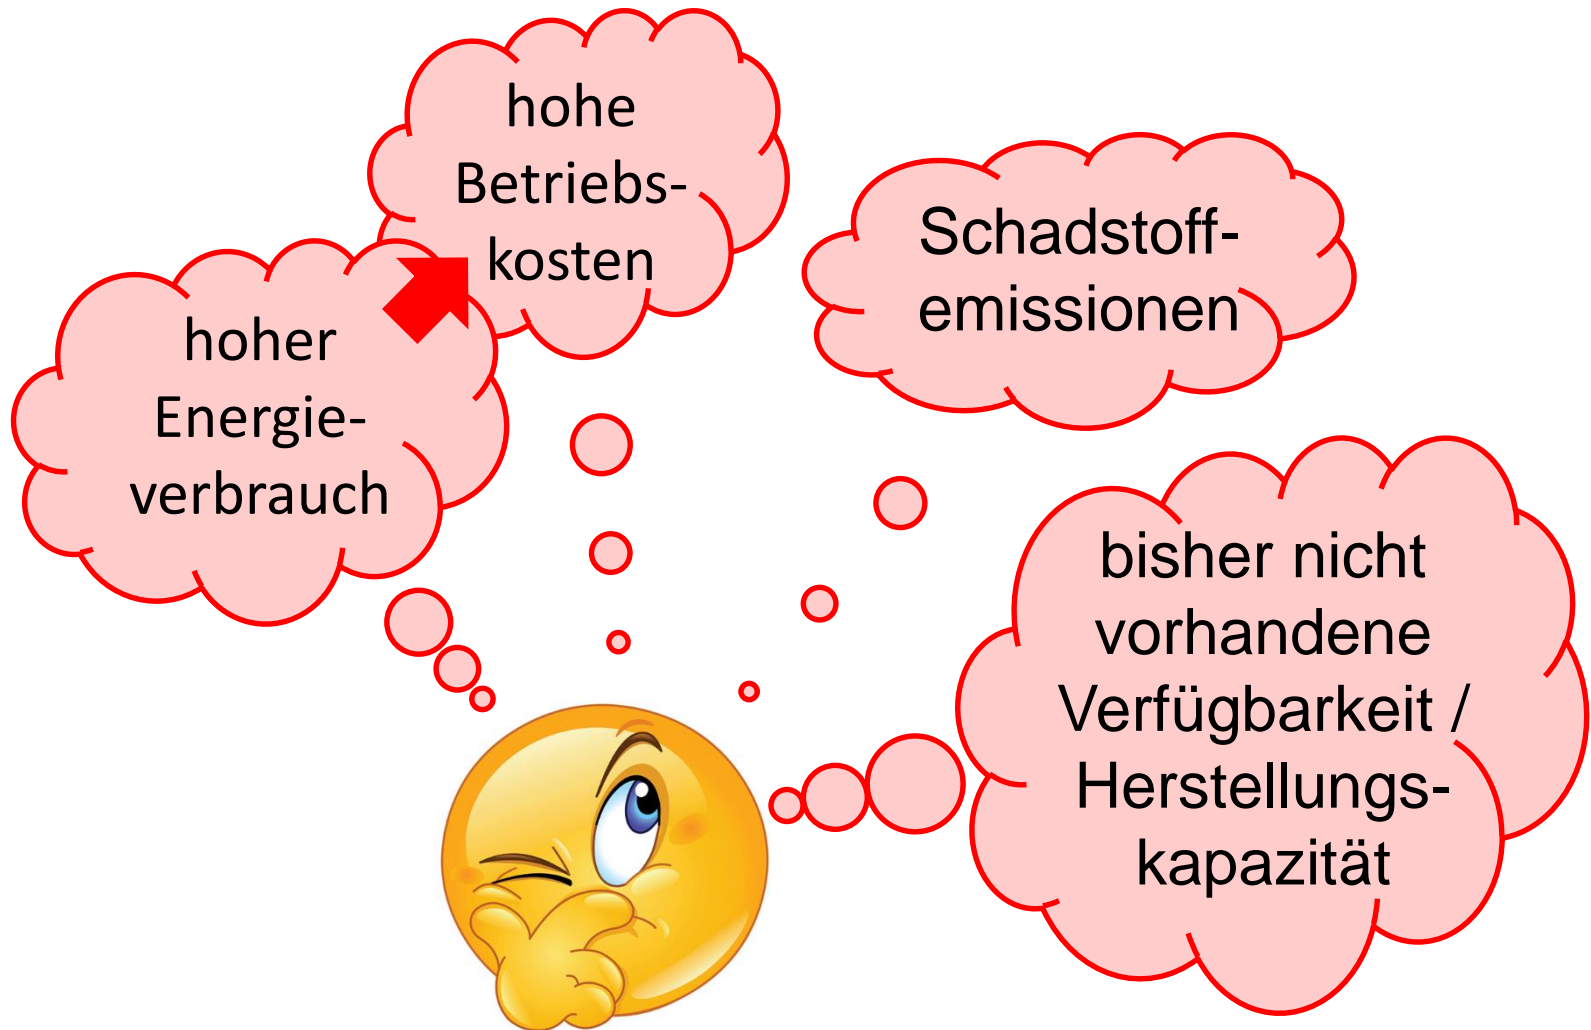 hohe
Betriebs-
kosten
hoher
Energie-
verbrauch
Schadstoff-
emissionen
bisher nicht
vorhandene
Verfügbarkeit /
Herstellungs-
kapazität